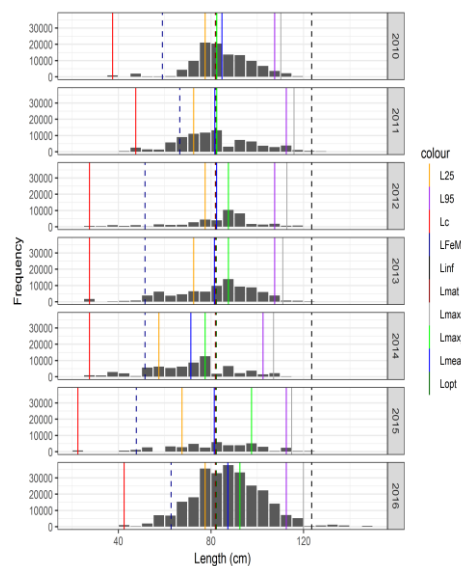 30000
20000
10000
0
2010
30000
20000
10000
0
2011
30000
20000
10000
0
2012
30000
20000
10000
0
2013
30000
20000
10000
0
2014
30000
20000
10000
0
2015
30000
20000
10000
0
2016
40 80 120
Length (cm)
Frequency
colour
L25
L95
Lc
LFeM
Linf
Lmat
Lmax
Lmax
Lmea
Lopt